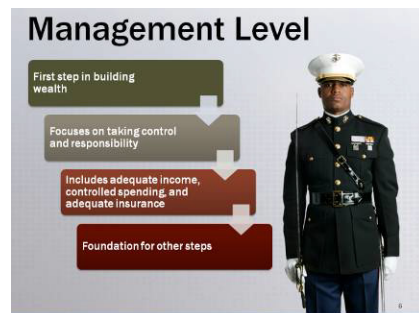 Management Level
First step in building
wealth
Focuses on taking control
and responsibility
Includes adequate income,
controlled spending, and
adequate insurance
Foundation for other steps
6